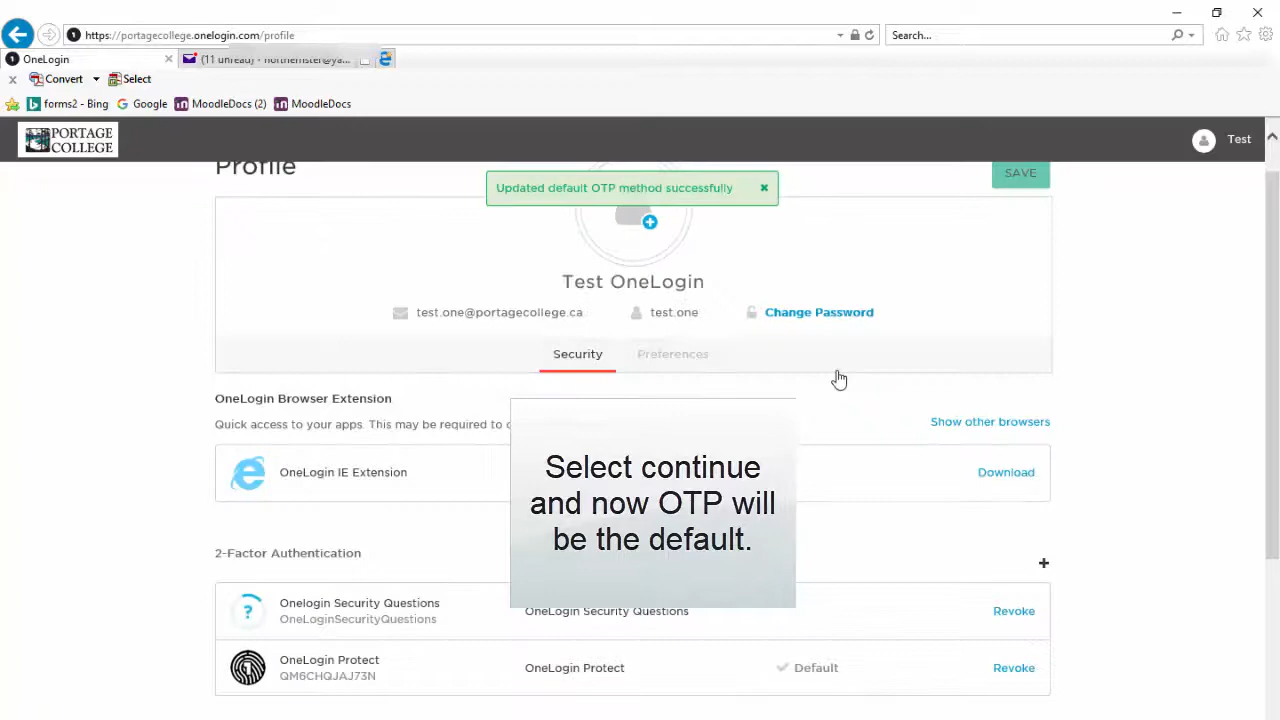 https://portagecollege.onelogin.com/profile
Search...
OneLogin
(11 unread) - northernster@ya...
Convert
Select
forms2 - Bing
Google
MoodleDocs (2)
MoodleDocs
PORTAGE
COLLEGE
Test
Profile
SAVE
Updated default OTP method successfully
Test OneLogin
test.one@portagecollege.ca
test.one
Change Password
Security
Preferences
OneLogin Browser Extension
Quick access to your apps. This may be required to
Show other browsers
OneLogin IE Extension
Download
Select continue
and now OTP will
be the default.
2-Factor Authentication
Onelogin Security Questions
OneLoginSecurityQuestions
OneLogin Security Questions
Revoke
OneLogin Protect
QM6CHQJAJ73N
OneLogin Protect
Default
Revoke